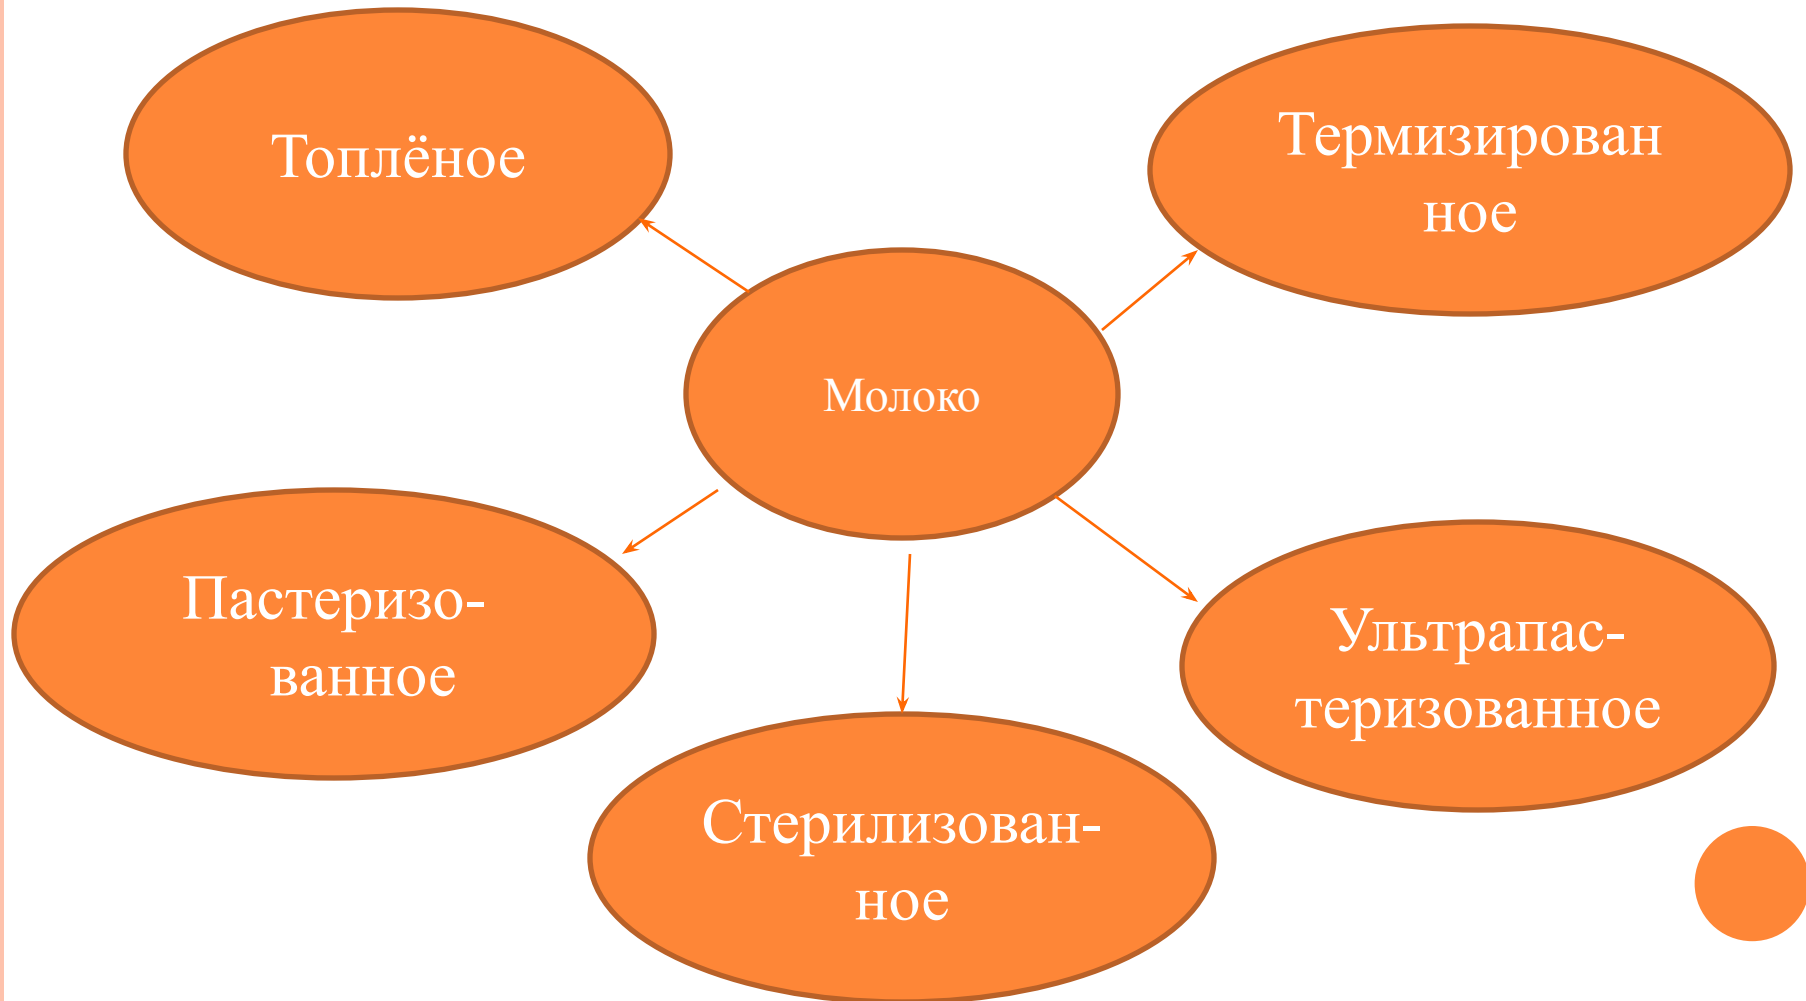 Топлёное
Термизирован
ное
Молоко
Пастеризо-
ванное
Ультрапас-
теризованное
Стерилизован-
ное